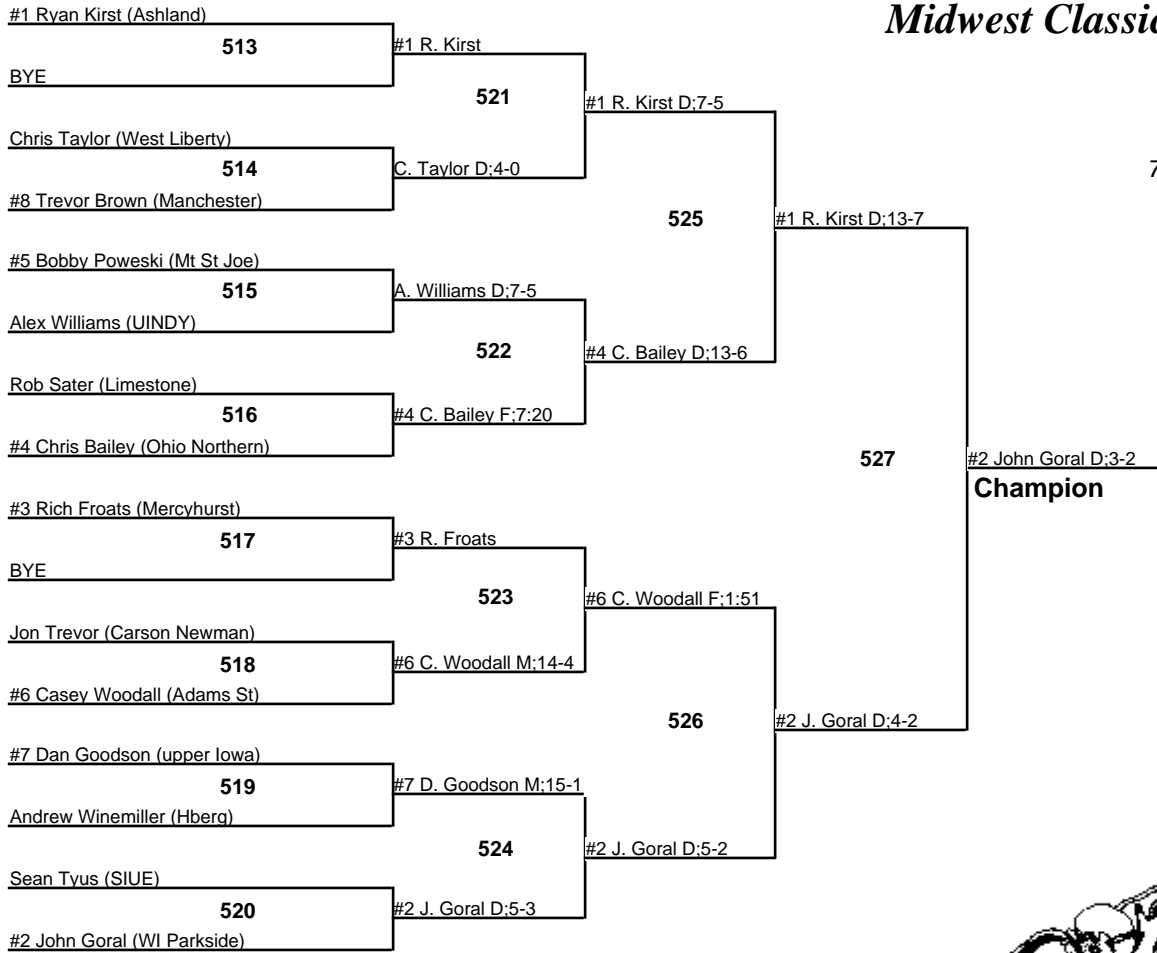 #1 Ryan Kirst (Ashland)
Midwest Classic
513
#1 R. Kirst
BYE
521
#1 R. Kirst D;7-5
Chris Taylor (West Liberty)
514
C. Taylor D;4-0
7
#8 Trevor Brown (Manchester)
525
#1 R. Kirst D;13-7
#5 Bobby Poweski (Mt St Joe)
515
A. Williams D;7-5
Alex Williams (UINDY)
522
#4 C. Bailey D;13-6
Rob Sater (Limestone)
516
#4 C. Bailey F;7:20
#4 Chris Bailey (Ohio Northern)
527
#2 John Goral D;3-2
Champion
#3 Rich Froats (Mercyhurst)
517
#3 R. Froats
BYE
523
#6 C. Woodall F;1:51
Jon Trevor (Carson Newman)
518
#6 C. Woodall M;14-4
#6 Casey Woodall (Adams St)
526
#2 J. Goral D;4-2
#7 Dan Goodson (upper Iowa)
519
#7 D. Goodson M;15-1
Andrew Winemiller (Hberg)
524
#2 J. Goral D;5-2
Sean Tyus (SIUE)
520
#2 J. Goral D;5-3
#2 John Goral (WI Parkside)